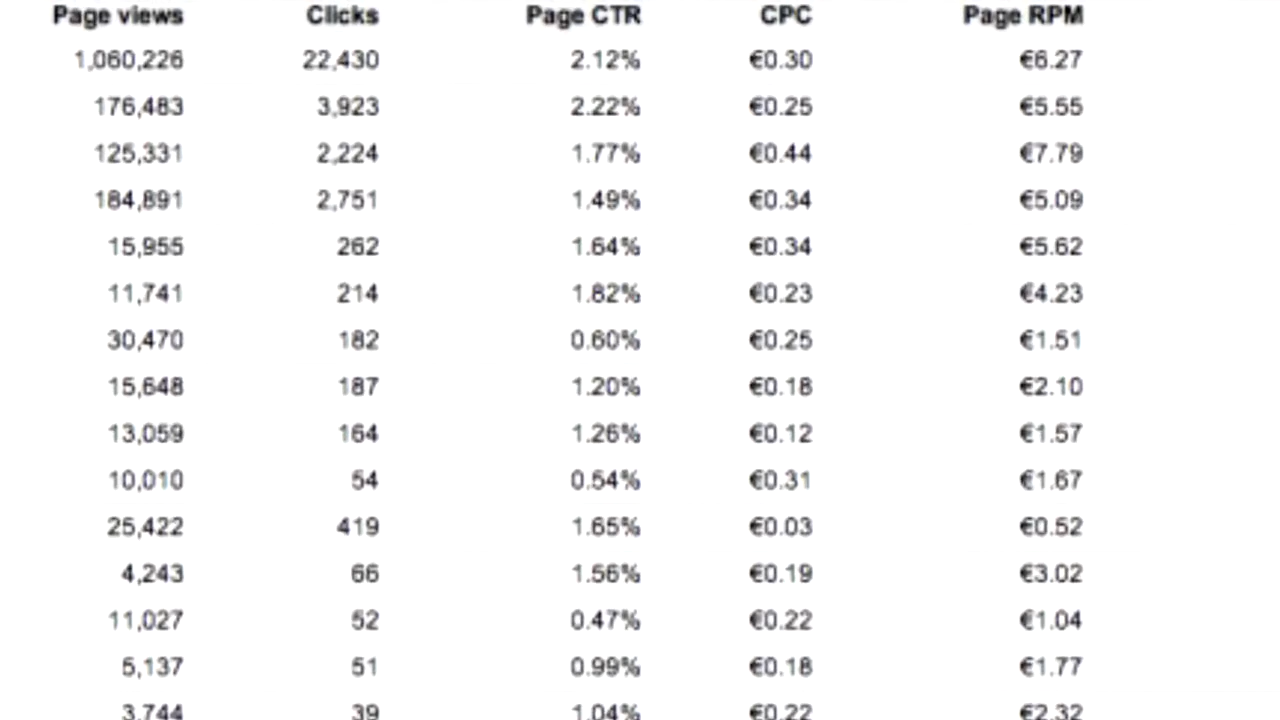 Page views Clicks Page CTR CPC Page RPM
1,060,226 22,430 2.12% €0.30 €6.27
176,483 3,923 2.22% €0.25 €5.55
125,331 2,224 1.77% €0.44 €7.79
184,891 2,751 1.49% €0.34 €5.09
15,955 262 1.64% €0.34 €5.62
11,741 214 1.82% €0.23 €4.23
30,470 182 0.60% €0.25 €1.51
15,648 187 1.20% €0.18 €2.10
13,059 164 1.26% €0.12 €1.57
10,010 54 0.54% €0.31 €1.67
25,422 419 1.65% €0.03 €0.52
4,243 66 1.56% €0.19 €3.02
11,027 52 0.47% €0.22 €1.04
5,137 51 0.99% €0.18 €1.77
3,744 39 1.04% €0.22 €2.32